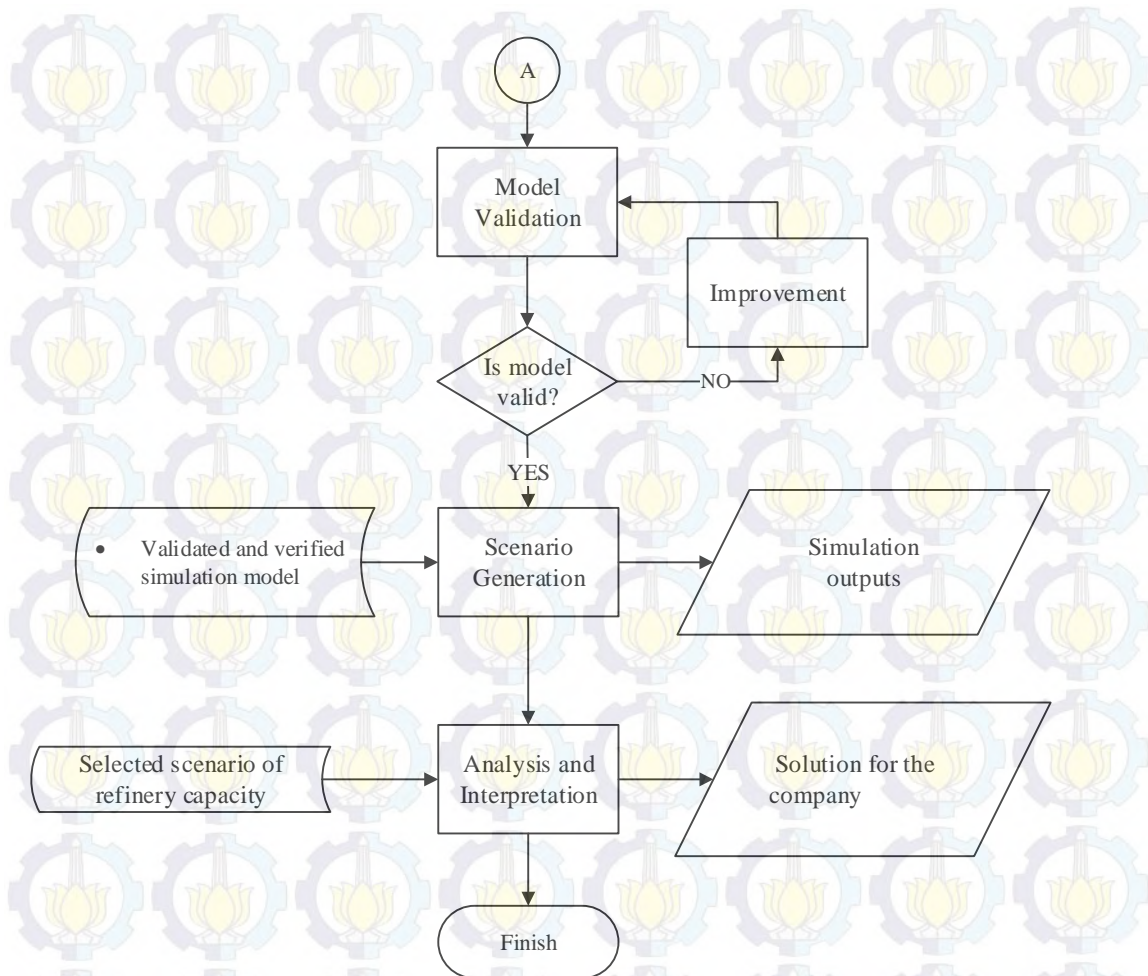 A
Model
Validation
Improvement
Is model
valid?
NO
YES
• Validated and verified
simulation model
Scenario
Generation
Simulation
outputs
Selected scenario of
refinery capacity
Analysis and
Interpretation
Solution for the
company
Finish